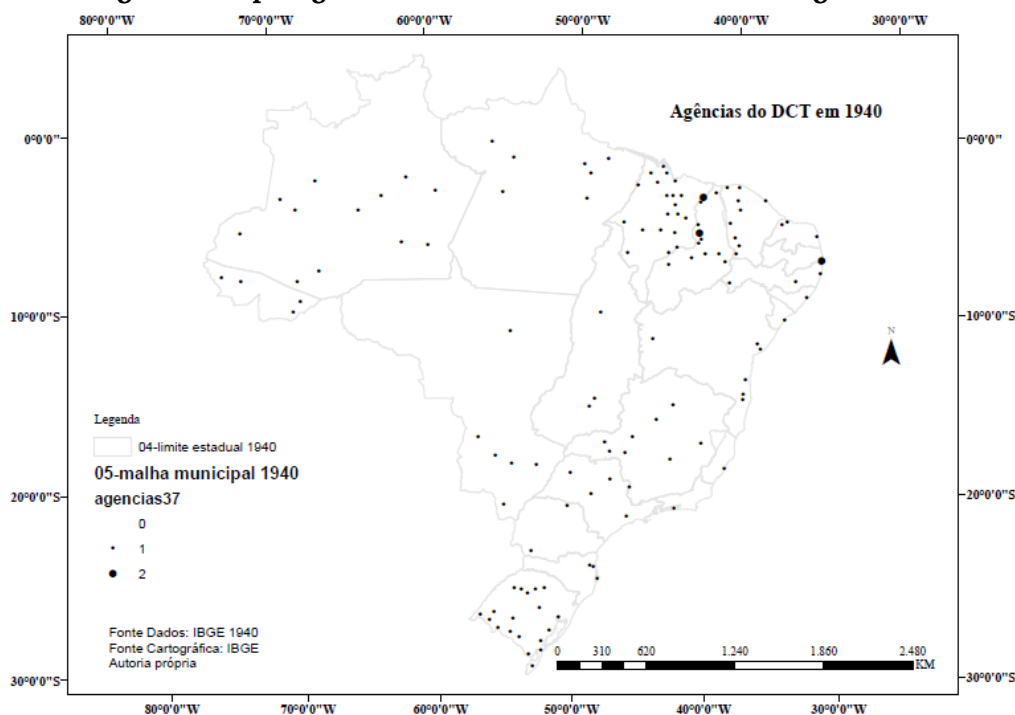 80°0'0"W 70°0'0"W 60°0'0"W 50°0'0"W 40°0'0"W 30°0'0"W
Agências do DCT em 1940
0°0'0" 0°0'0"
10°0'0"S 10°0'0"S
N
Legenda
04-limite estadual 1940
05-malha municipal 1940
agencias37
20°0'0"S 20°0'0"S
0
1
2
Fonte Dados: IBGE 1940
Fonte Cartográfica: IBGE
Autoria própria
0 310 620 1.240 1.860 2.480
KM
30°0'0"S 30°0'0"S
80°0'0"W 70°0'0"W 60°0'0"W 50°0'0"W 40°0'0"W 30°0'0"W